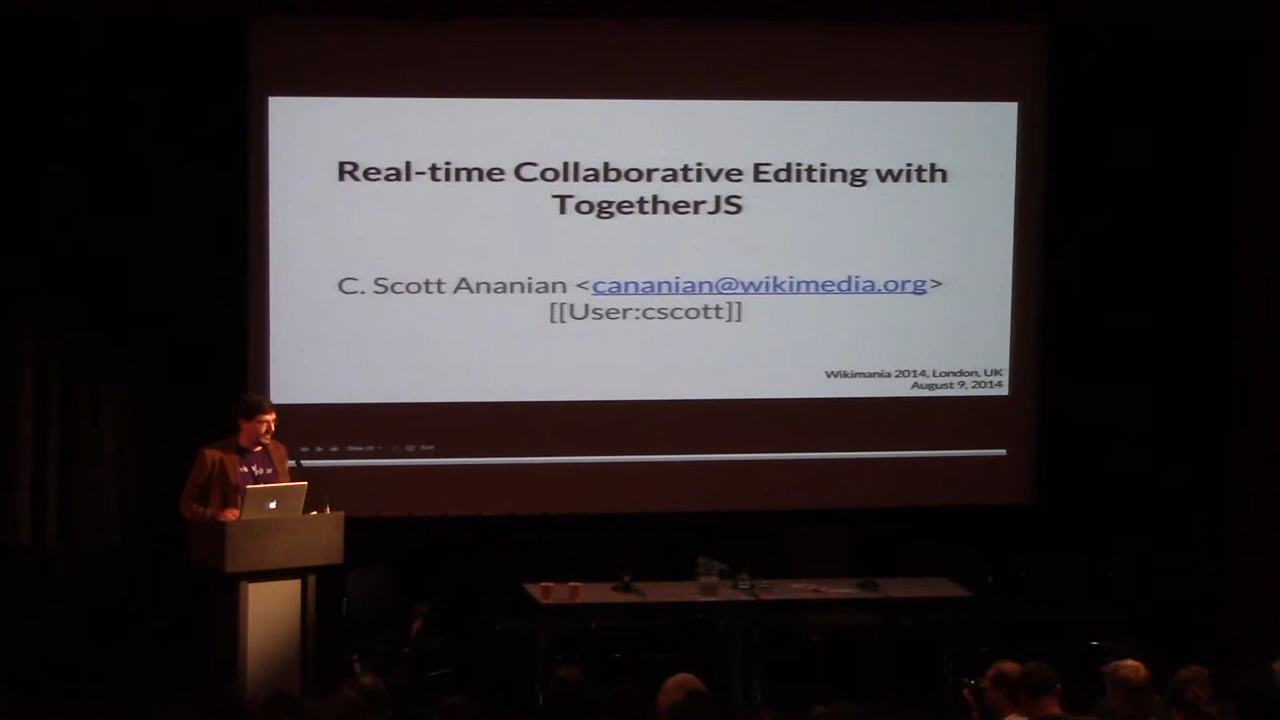 Real-time Collaborative Editing with
TogetherJS
C. Scott Ananian <cananian@wikimedia.org>
[[User:cscott]]
Wikimania 2014, London, UK
August 9, 2014